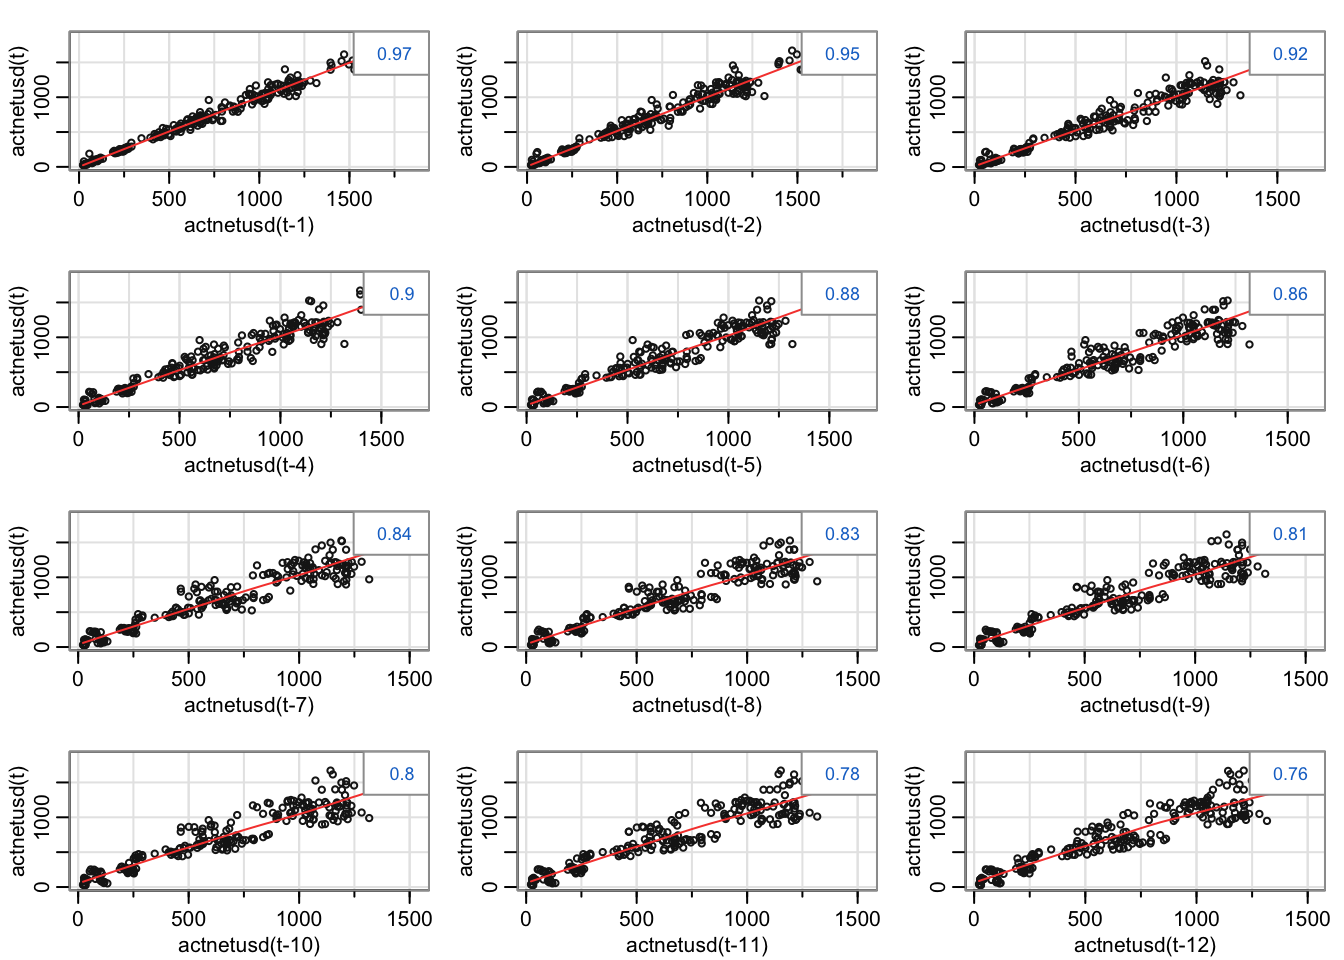 actnetusd(t)
0 1000
0.97
0 500 1000 1500
actnetusd(t-1)
actnetusd(t)
0 1000
0.95
0 500 1000 1500
actnetusd(t-2)
actnetusd(t)
0 1000
0.92
0 500 1000 1500
actnetusd(t-3)
actnetusd(t)
0 1000
0.9
0 500 1000 1500
actnetusd(t-4)
actnetusd(t)
0 1000
0.88
0 500 1000 1500
actnetusd(t-5)
actnetusd(t)
0 1000
0.86
0 500 1000 1500
actnetusd(t-6)
actnetusd(t)
0 1000
0.84
0 500 1000 1500
actnetusd(t-7)
actnetusd(t)
0 1000
0.83
0 500 1000 1500
actnetusd(t-8)
actnetusd(t)
0 1000
0.81
0 500 1000 1500
actnetusd(t-9)
actnetusd(t)
0 1000
0.8
0 500 1000 1500
actnetusd(t-10)
actnetusd(t)
0 1000
0.78
0 500 1000 1500
actnetusd(t-11)
actnetusd(t)
0 1000
0.76
0 500 1000 1500
actnetusd(t-12)